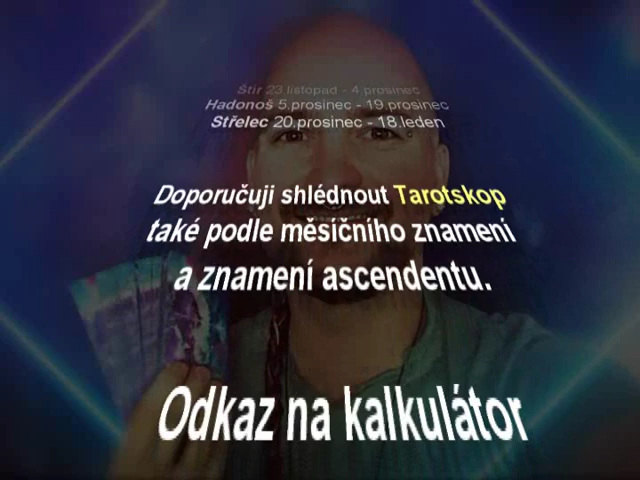 Štír 23.listopad - 4.prosinec
Hadonoš 5.prosinec - 19.prosinec
Střelec 20.prosinec - 18.leden
Doporučuji shlédnout Tarotskop
také podle měsíčního znamení
a znamení ascendentu.
Odkaz na kalkulátor